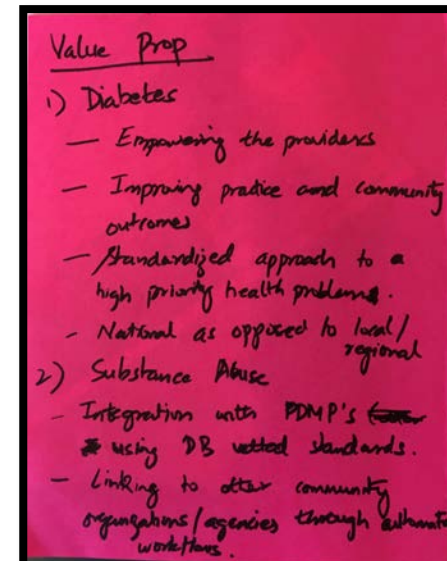 Value Prop
1) Diabetes
— Empowering the providers
— Improving practice and community
outcomes
— Standardized approach to a
high priority health problem.
- National as opposed to local/
regional
2) Substance Abuse
- Integration with PDMP's
using DB vetted standards.
- Linking to other community
organizations/agencies through automated
workflows.